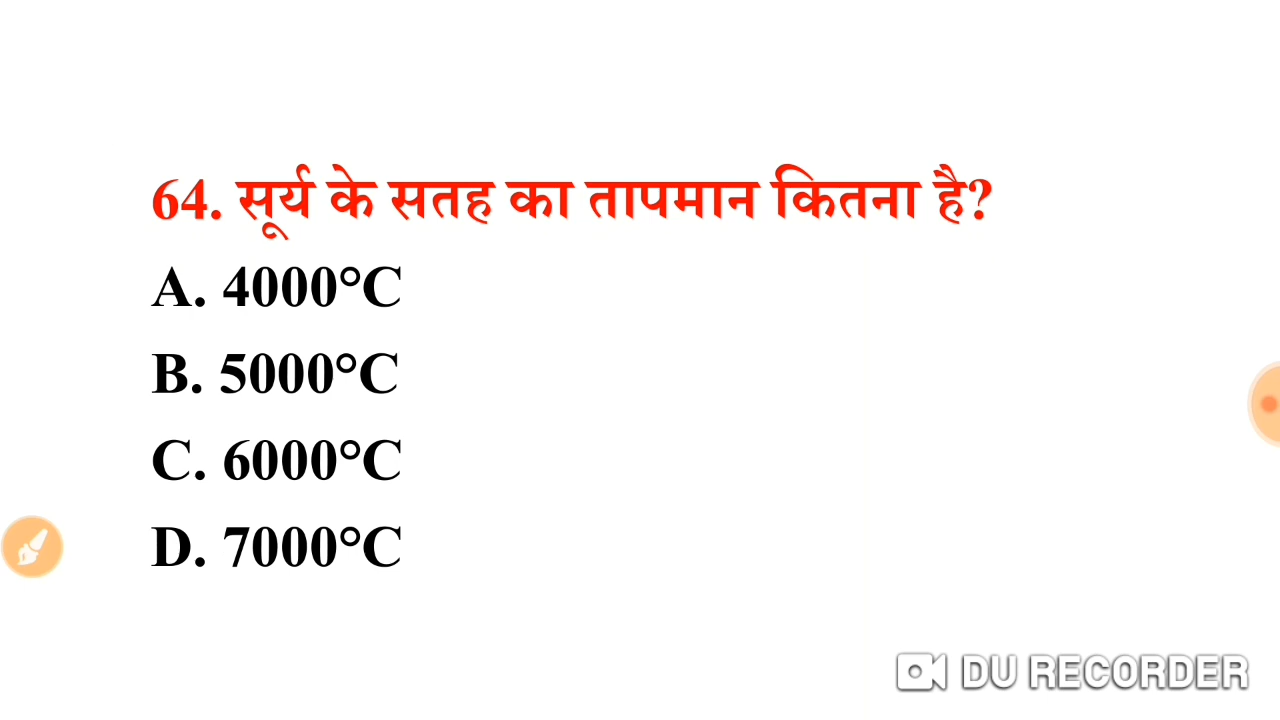 64. सूर्य के सतह का तापमान कितना है?
A. 4000°C
B. 5000°C
C. 6000°C
D. 7000°C
DU RECORDER